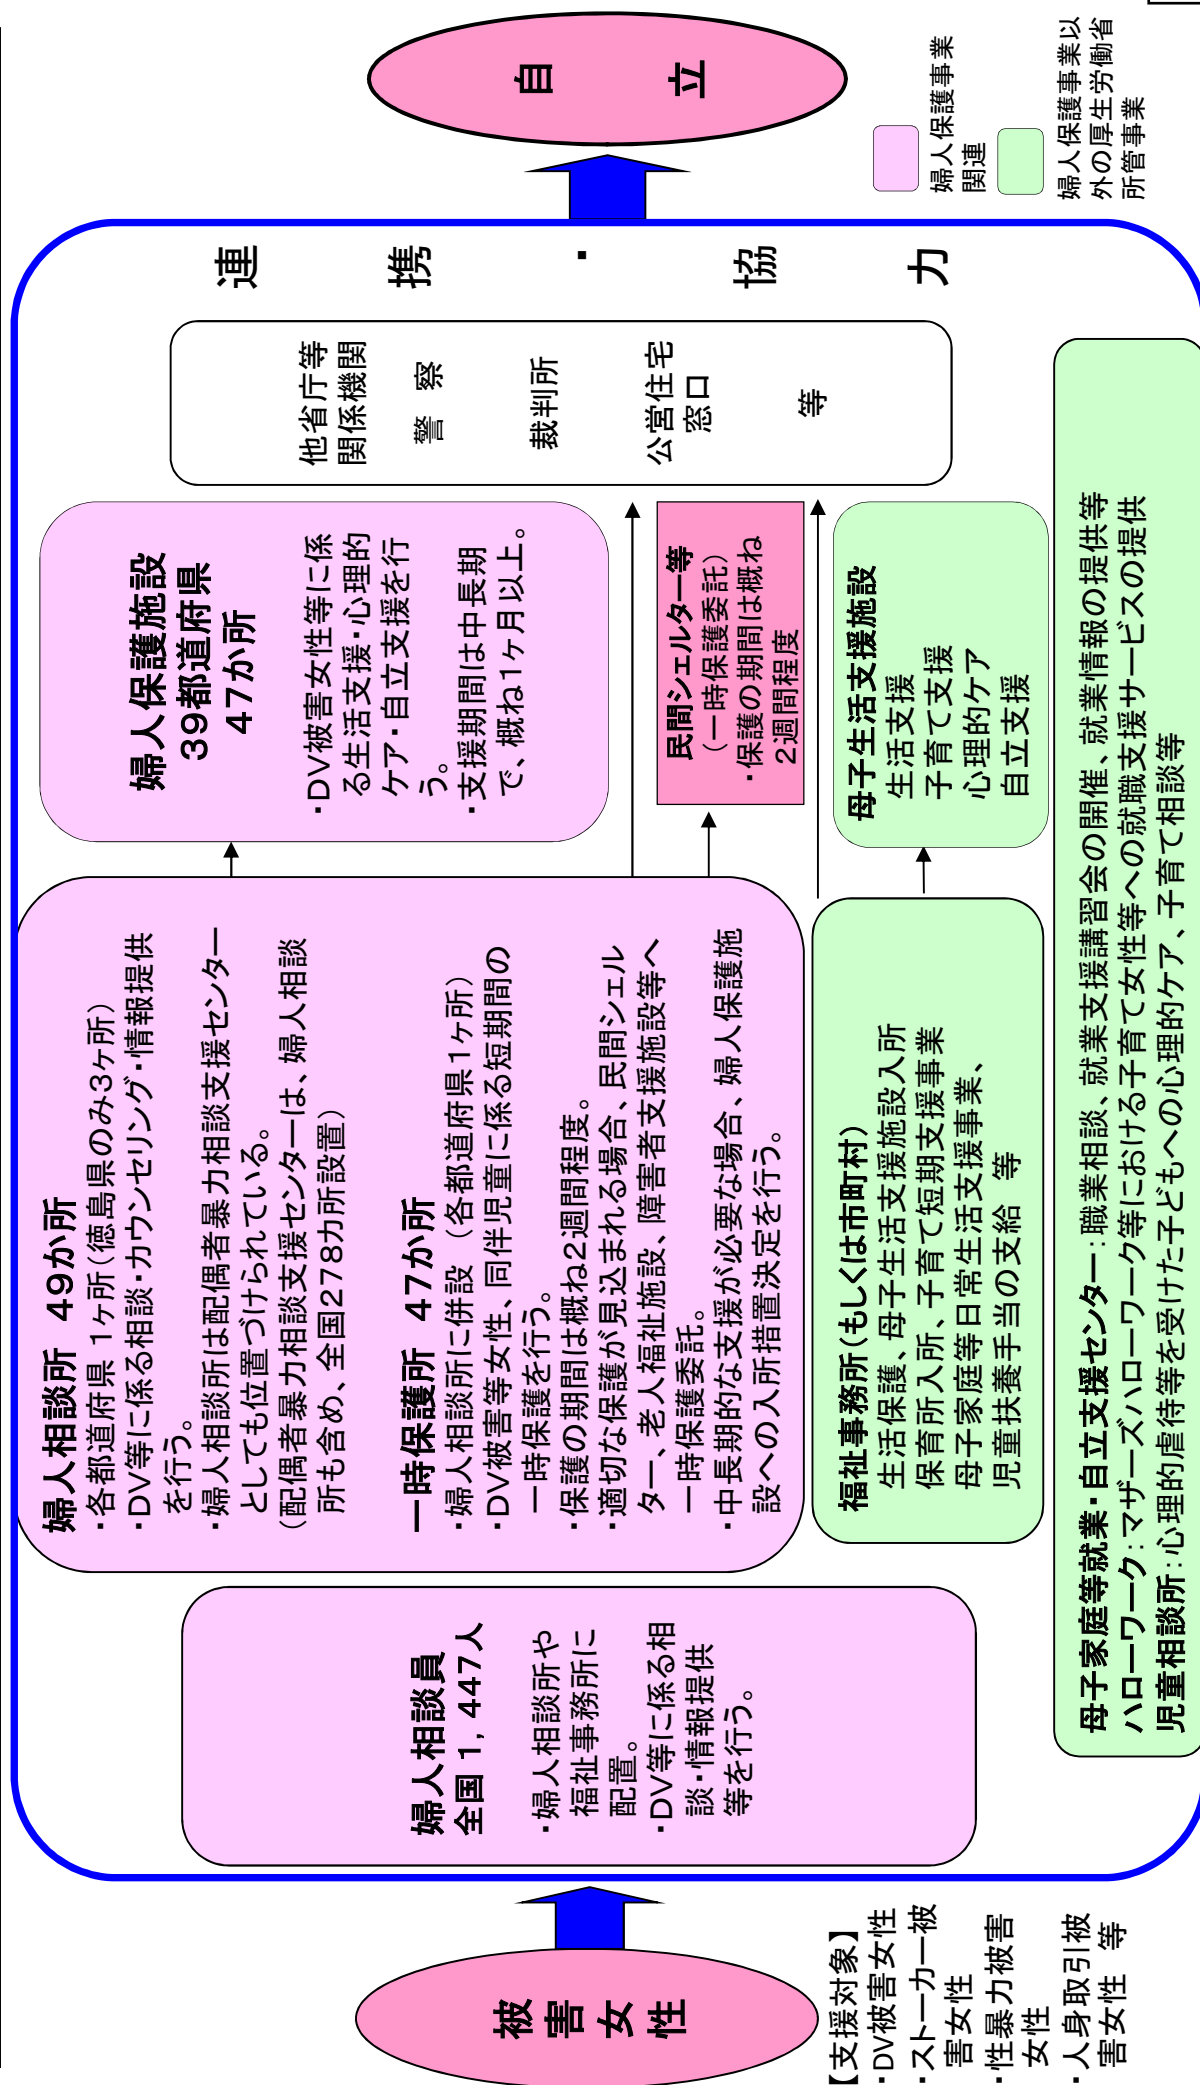 被害女性
【支援対象】
・DV被害女性
・ストーカー被
害女性
・性暴力被害
女性
・人身取引被
害女性 等
婦人相談員
全国1,447人
・婦人相談所や
福祉事務所に
配置。
・DV等に係る相
談・情報提供
等を行う。
婦人相談所 49か所
・各都道府県 1ヶ所(徳島県のみ3ヶ所)
・DV等に係る相談・カウンセリング・情報提供
を行う。
・婦人相談所は配偶者暴力相談支援センター
としても位置づけられている。
(配偶者暴力相談支援センターは、婦人相談
所も含め、全国278カ所設置)
一時保護所 47か所
・婦人相談所に併設 (各都道府県1ヶ所)
・DV被害等女性、同伴児童に係る短期間の
一時保護を行う。
・保護の期間は概ね2週間程度。
・適切な保護が見込まれる場合、民間シェル
ター、老人福祉施設、障害者支援施設等へ
一時保護委託。
・中長期的な支援が必要な場合、婦人保護施
設への入所措置決定を行う。
福祉事務所(もしくは市町村)
生活保護、母子生活支援施設入所
保育所入所、子育て短期支援事業
母子家庭等日常生活支援事業、
児童扶養手当の支給 等
婦人保護施設
39都道府県
47か所
・DV被害女性等に係
る生活支援・心理的
ケア・自立支援を行
う。
・支援期間は中長期
で、概ね1ヶ月以上。
民間シェルター等
(一時保護委託)
・保護の期間は概ね
2週間程度
母子生活支援施設
生活支援
子育て支援
心理的ケア
自立支援
他省庁等
関係機関
警 察
裁判所
公営住宅
窓口
等
連 携 ・ 協 力
母子家庭等就業・自立支援センター:職業相談、就業支援講習会の開催、就業情報の提供等
ハローワーク:マザーズハローワーク等における子育て女性等への就職支援サービスの提供
児童相談所:心理的虐待等を受けた子どもへの心理的ケア、子育て相談等
自 立
婦人保護事業
関連
婦人保護事業以
外の厚生労働省
所管事業